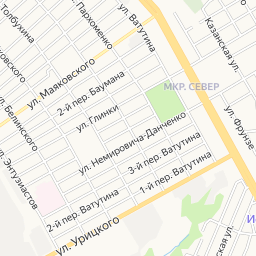 Толбухина
ул. Пархоменко
ул. Ватутина
Казанская ул.
ул. Маяковского
2-й пер. Баумана
МКР. СЕВЕР
ул. Глинки
ул. Белинского
ул. Фрунзе
ул. Немировича-Данченко
3-й пер. Ватутина
ул. Энтузиастов
1-й пер. Ватутина
2-й пер. Ватутина
ул. Урицкого